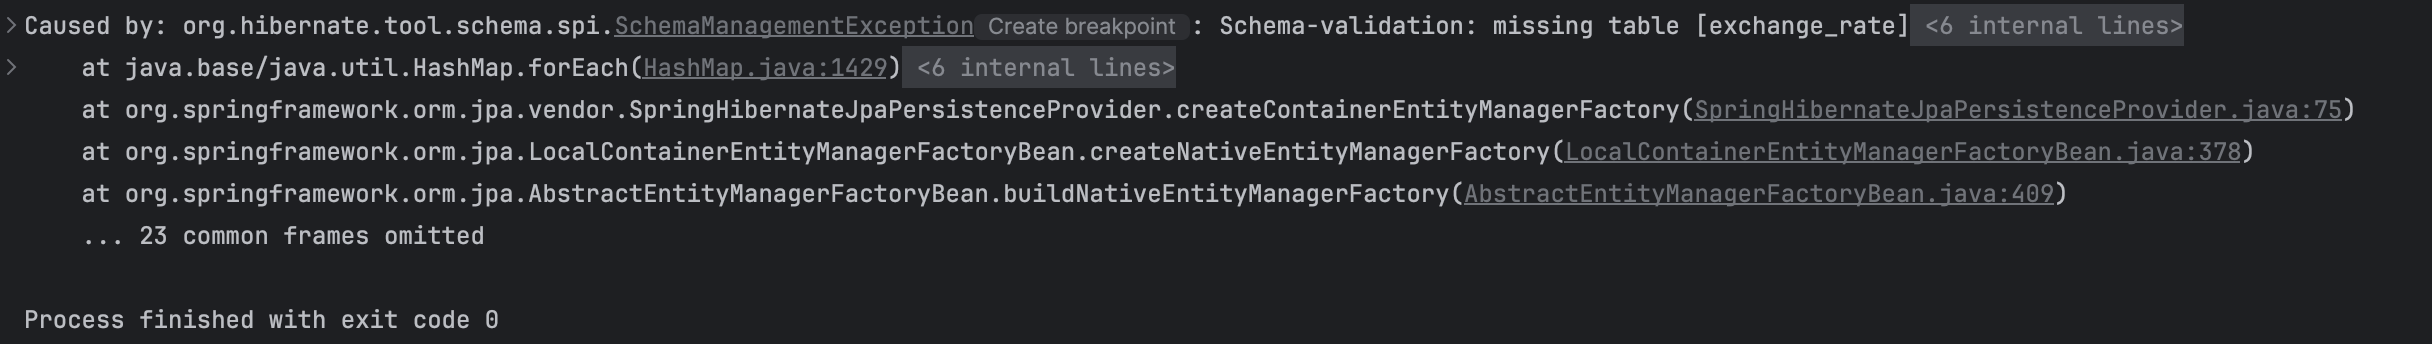 Caused by: org.hibernate.tool.schema.spi.SchemaManagementException Create breakpoint : Schema-validation: missing table [exchange_rate] <6 internal lines>
at java.base/java.util.HashMap.forEach(HashMap.java:1429) <6 internal lines>
at org.springframework.orm.jpa.vendor.SpringHibernateJpaPersistenceProvider.createContainerEntityManagerFactory(SpringHibernateJpaPersistenceProvider.java:75)
at org.springframework.orm.jpa.LocalContainerEntityManagerFactoryBean.createNativeEntityManagerFactory(LocalContainerEntityManagerFactoryBean.java:378)
at org.springframework.orm.jpa.AbstractEntityManagerFactoryBean.buildNativeEntityManagerFactory(AbstractEntityManagerFactoryBean.java:409)
... 23 common frames omitted
Process finished with exit code 0